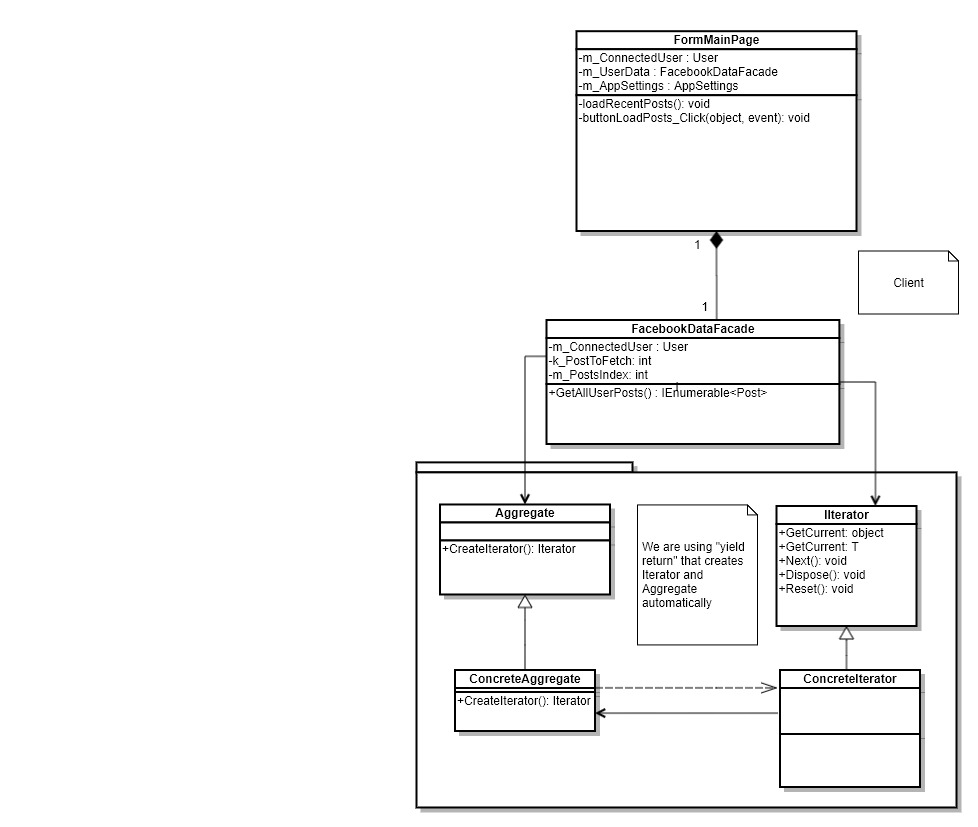 FormMainPage
-m_ConnectedUser : User
-m_UserData : FacebookDataFacade
-m_AppSettings : AppSettings
-loadRecentPosts(): void
-buttonLoadPosts_Click(object, event): void
1
Client
1
FacebookDataFacade
-m_ConnectedUser : User
-k_PostToFetch: int
-m_PostsIndex: int
+GetAllUserPosts() : IEnumerable<Post>
Aggregate
+CreateIterator(): Iterator
We are using "yield
return" that creates
Iterator and
Aggregate
automatically
IIterator
+GetCurrent: object
+GetCurrent: T
+Next(): void
+Dispose(): void
+Reset(): void
ConcreteAggregate
+CreateIterator(): Iterator
ConcreteIterator